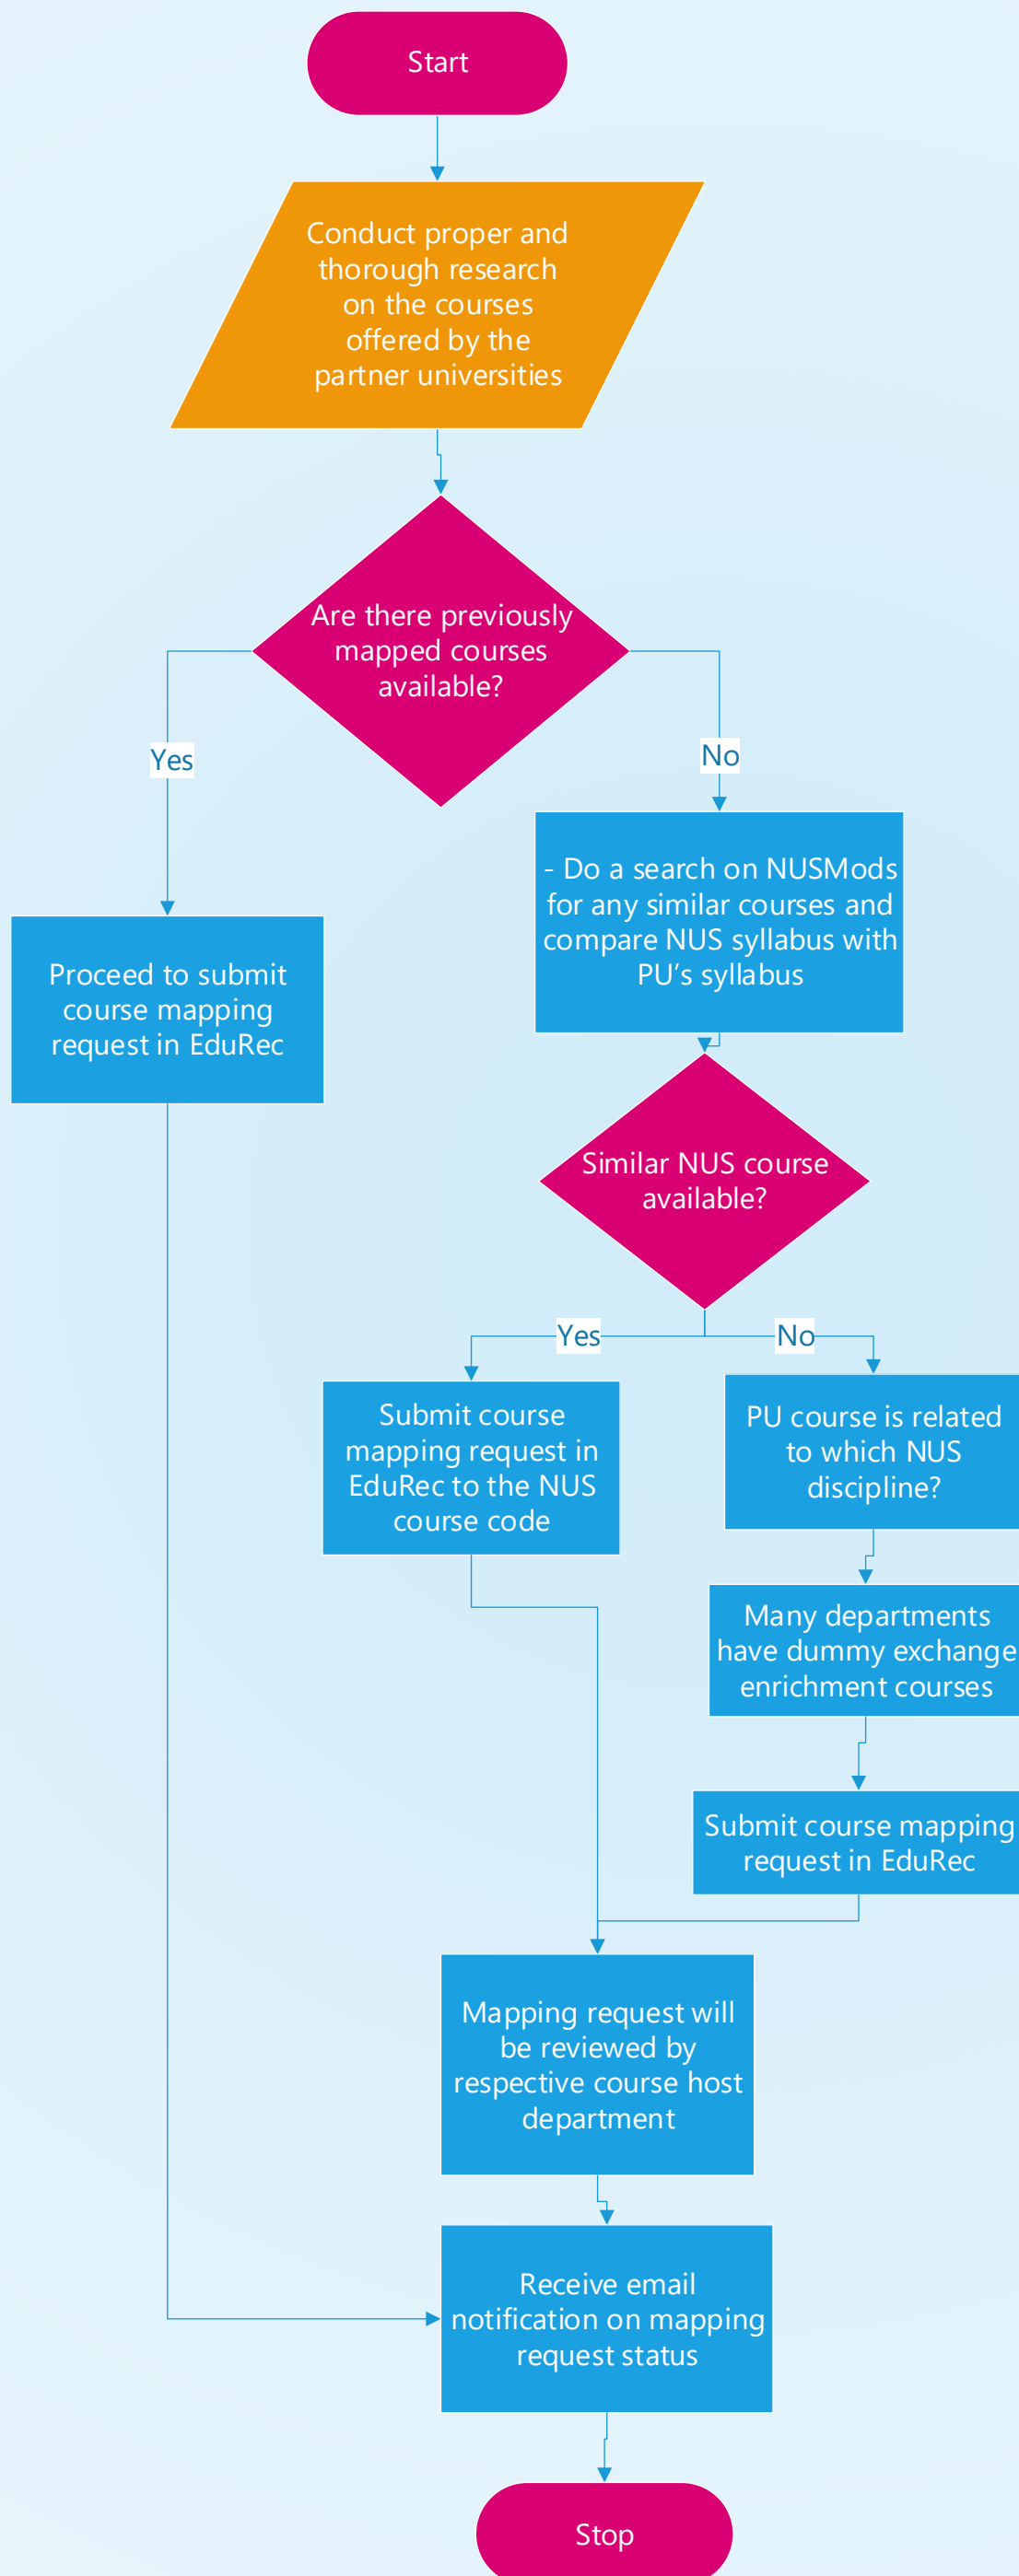 Start
Conduct proper and
thorough research
on the courses
offered by the
partner universities
Are there previously
mapped courses
available?
Yes
No
- Do a search on NUSMods
for any similar courses and
compare NUS syllabus with
PU’s syllabus
Proceed to submit
course mapping
request in EduRec
Similar NUS course
available?
Yes
No
Submit course
mapping request in
EduRec to the NUS
course code
PU course is related
to which NUS
discipline?
Many departments
have dummy exchange
enrichment courses
Submit course mapping
request in EduRec
Mapping request will
be reviewed by
respective course host
department
Receive email
notification on mapping
request status
Stop